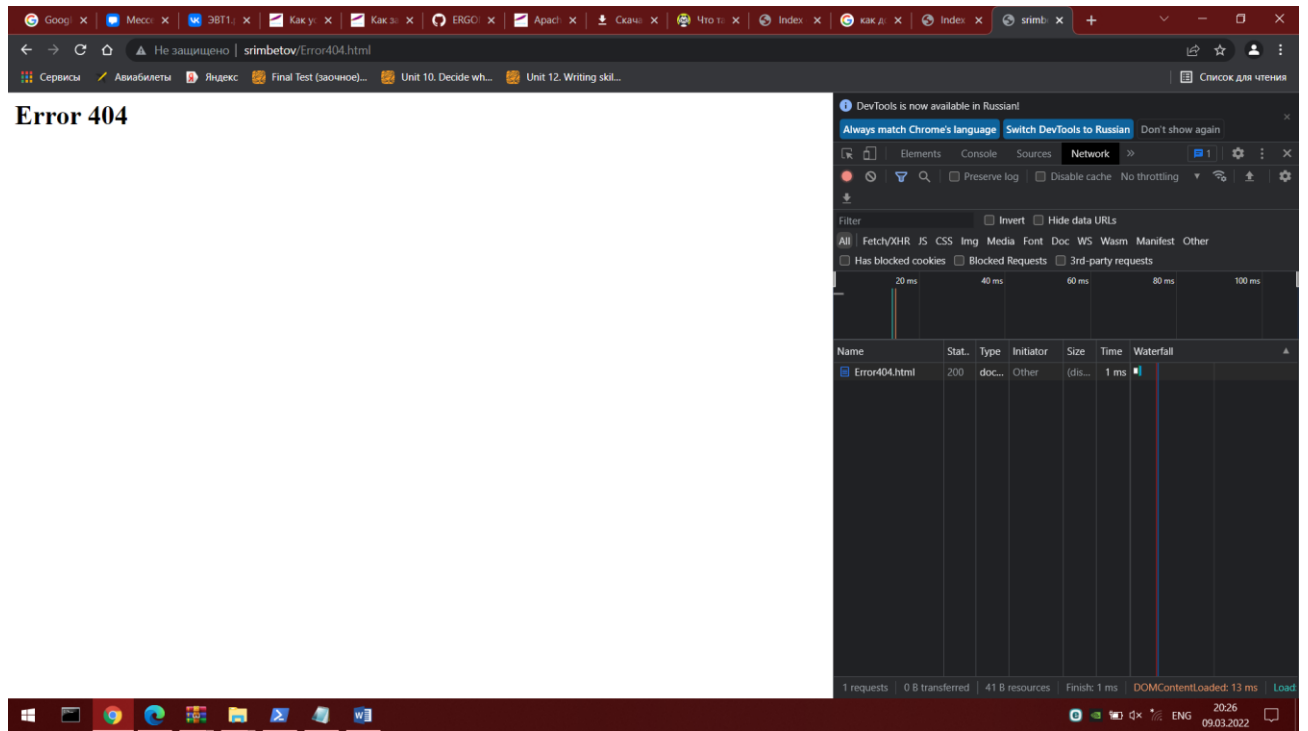 Googl Мессе ЭВТ1.; Как ус Как за ERGO Apach Скача Что та Index как д Index srimb
Не защищено | srimbetov/Error404.html
Сервисы Авиабилеты Яндекс Final Test (заочное)... Unit 10. Decide wh... Unit 12. Writing skil... Список для чтения
Error 404
DevTools is now available in Russian!
Always match Chrome's language Switch DevTools to Russian Don't show again
Elements Console Sources Network » 1
Preserve log Disable cache No throttling
Filter Invert Hide data URLs
All Fetch/XHR JS CSS Img Media Font Doc WS Wasm Manifest Other
Has blocked cookies Blocked Requests 3rd-party requests
20 ms 40 ms 60 ms 80 ms 100 ms
Name Stat.. Type Initiator Size Time Waterfall
Error404.html 200 doc... Other (dis... 1 ms
1 requests 0 B transferred 41 B resources Finish: 1 ms DOMContentLoaded: 13 ms Load:
ENG 20:26
09.03.2022